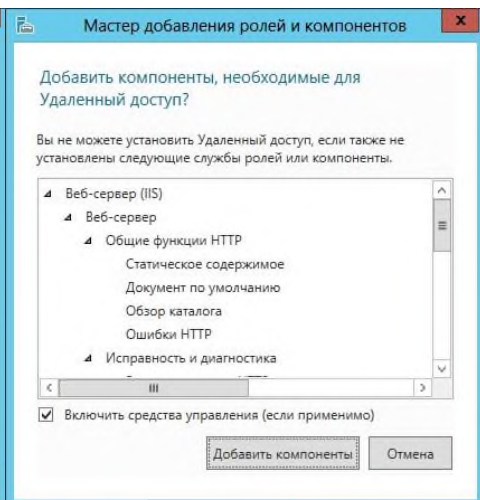 Мастер добавления ролей и компонентов
Добавить компоненты, необходимые для
Удаленный доступ?
Вы не можете установить Удаленный доступ, если также не
установлены следующие службы ролей или компоненты.
Веб-сервер (IIS)
Веб-сервер
Общие функции HTTP
Статическое содержимое
Документ по умолчанию
Обзор каталога
Ошибки HTTP
Исправность и диагностика
Включить средства управления (если применимо)
Добавить компоненты Отмена